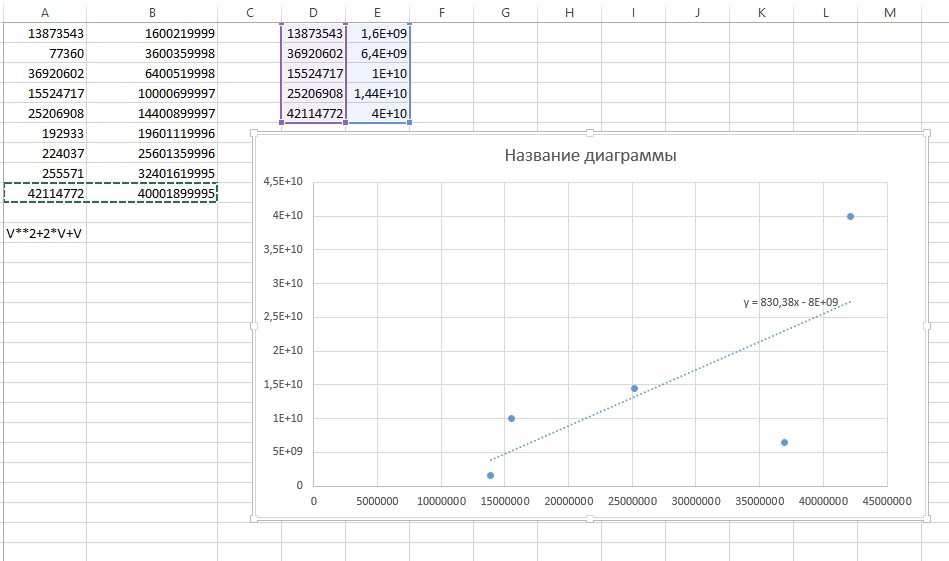 A B C D E F G H I J K L M
13873543 1600219999 13873543 1,6E+09
77360 3600359998 36920602 6,4E+09
36920602 6400519998 15524717 1E+10
15524717 10000699997 25206908 1,44E+10
25206908 14400899997 42114772 4E+10
192933 19601119996
224037 25601359996
255571 32401619995
42114772 40001899995
V**2+2*V+V
Название диаграммы
4,5E+10
4E+10
3,5E+10
3E+10
y = 830,38x - 8E+09
2,5E+10
2E+10
1,5E+10
1E+10
5E+09
0
0 5000000 10000000 15000000 20000000 25000000 30000000 35000000 40000000 45000000